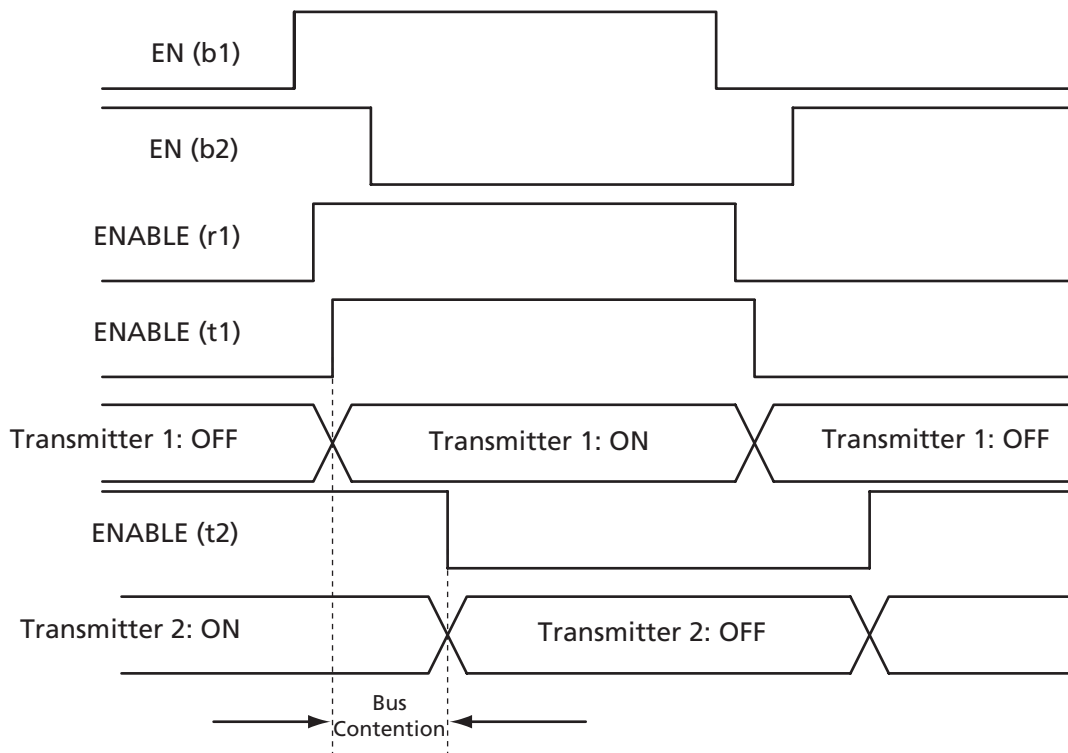 EN (b1)
EN (b2)
ENABLE (r1)
ENABLE (t1)
Transmitter 1: OFF
Transmitter 1: ON
Transmitter 1: OFF
ENABLE (t2)
Transmitter 2: ON
Transmitter 2: OFF
Bus
Contention